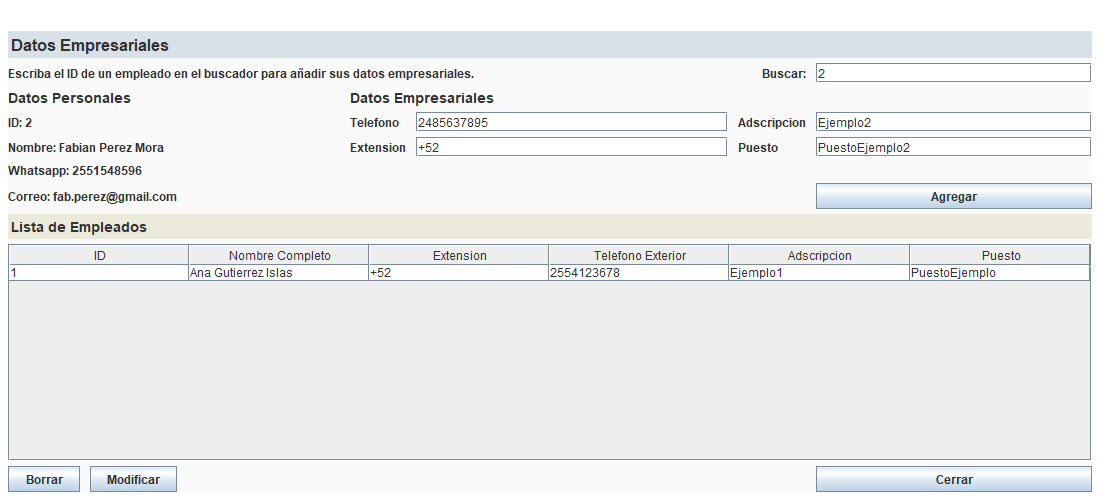 Datos Empresariales
Escriba el ID de un empleado en el buscador para añadir sus datos empresariales. Buscar: 2
Datos Personales Datos Empresariales
ID: 2 Telefono 2485637895 Adscripcion Ejemplo2
Nombre: Fabian Perez Mora Extension +52 Puesto PuestoEjemplo2
Whatsapp: 2551548596
Correo: fab.perez@gmail.com Agregar
Lista de Empleados
ID Nombre Completo Extension Telefono Exterior Adscripcion Puesto
1 Ana Gutierrez Islas +52 2554123678 Ejemplo1 PuestoEjemplo
Borrar Modificar Cerrar